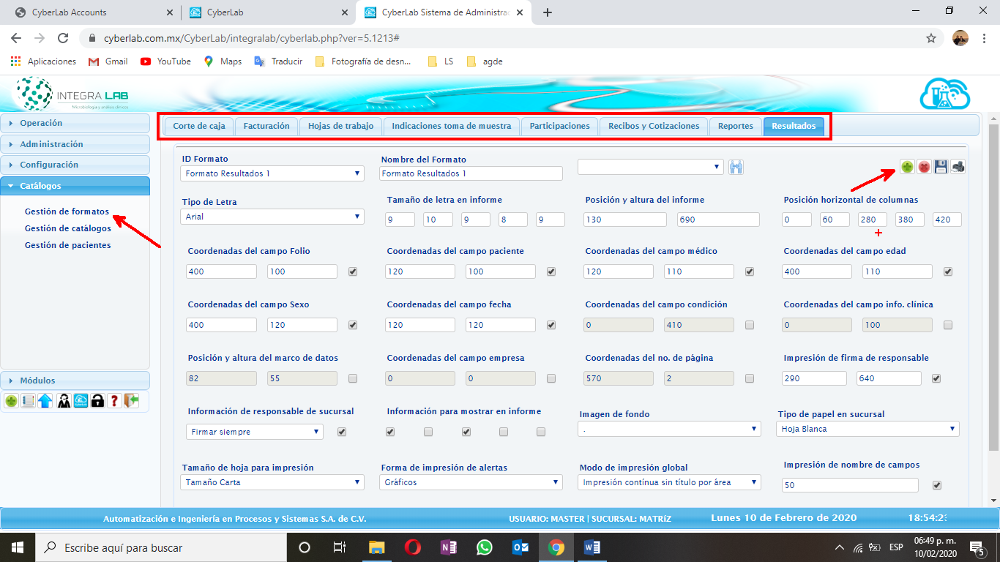 CyberLab Accounts
CyberLab
CyberLab Sistema de Administrac
cyberlab.com.mx/CyberLab/integralab/cyberlab.php?ver=5.1213#
Aplicaciones Gmail YouTube Maps Traducir Fotografía de desn... LS agde
INTEGRA LAB
Microbiología y análisis clínicos
Operación
Administración
Configuración
Catálogos
Gestión de formatos
Gestión de catálogos
Gestión de pacientes
Módulos
Corte de caja Facturación Hojas de trabajo Indicaciones toma de muestra Participaciones Recibos y Cotizaciones Reportes Resultados
ID Formato Nombre del Formato
Formato Resultados 1 Formato Resultados 1
Tipo de Letra Tamaño de letra en informe Posición y altura del informe Posición horizontal de columnas
Arial 9 10 9 8 9 130 690 0 60 280 380 420
Coordenadas del campo Folio Coordenadas del campo paciente Coordenadas del campo médico Coordenadas del campo edad
400 100 120 100 120 110 400 110
Coordenadas del campo Sexo Coordenadas del campo fecha Coordenadas del campo condición Coordenadas del campo info. clínica
400 120 120 120 0 410 0 100
Posición y altura del marco de datos Coordenadas del campo empresa Coordenadas del no. de página Impresión de firma de responsable
82 55 0 0 570 2 290 640
Información de responsable de sucursal Información para mostrar en informe Imagen de fondo Tipo de papel en sucursal
Firmar siempre . Hoja Blanca
Tamaño de hoja para impresión Forma de impresión de alertas Modo de impresión global Impresión de nombre de campos
Tamaño Carta Gráficos Impresión contínua sin título por área 50
Automatización e Ingeniería en Procesos y Sistemas S.A. de C.V. USUARIO: MASTER | SUCURSAL: MATRíZ Lunes 10 de Febrero de 2020 18:54:2
Escribe aquí para buscar
ESP
06:49 p. m.
10/02/2020
5